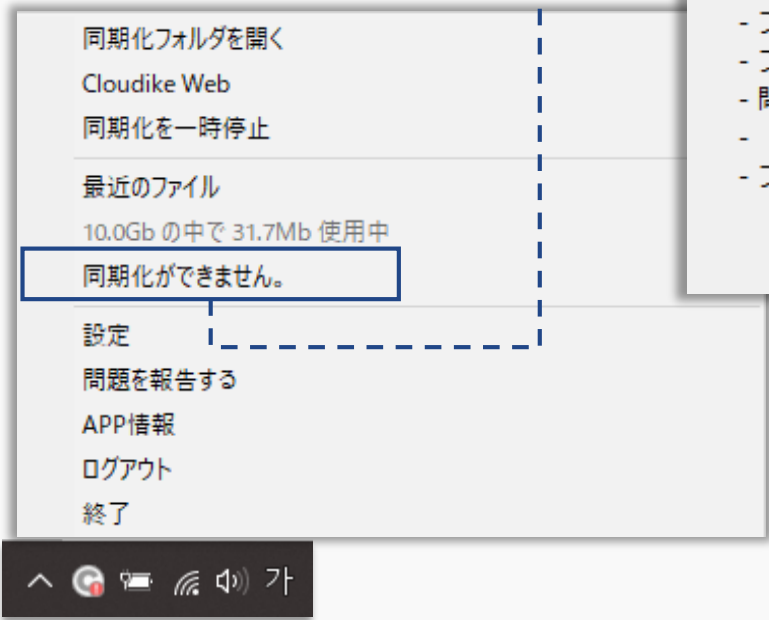 同期化フォルダを開く
Cloudike Web
同期化を一時停止
最近のファイル
10.0Gb の中で 31.7Mb 使用中
同期化ができません。
設定
問題を報告する
APP情報
ログアウト
終了
가